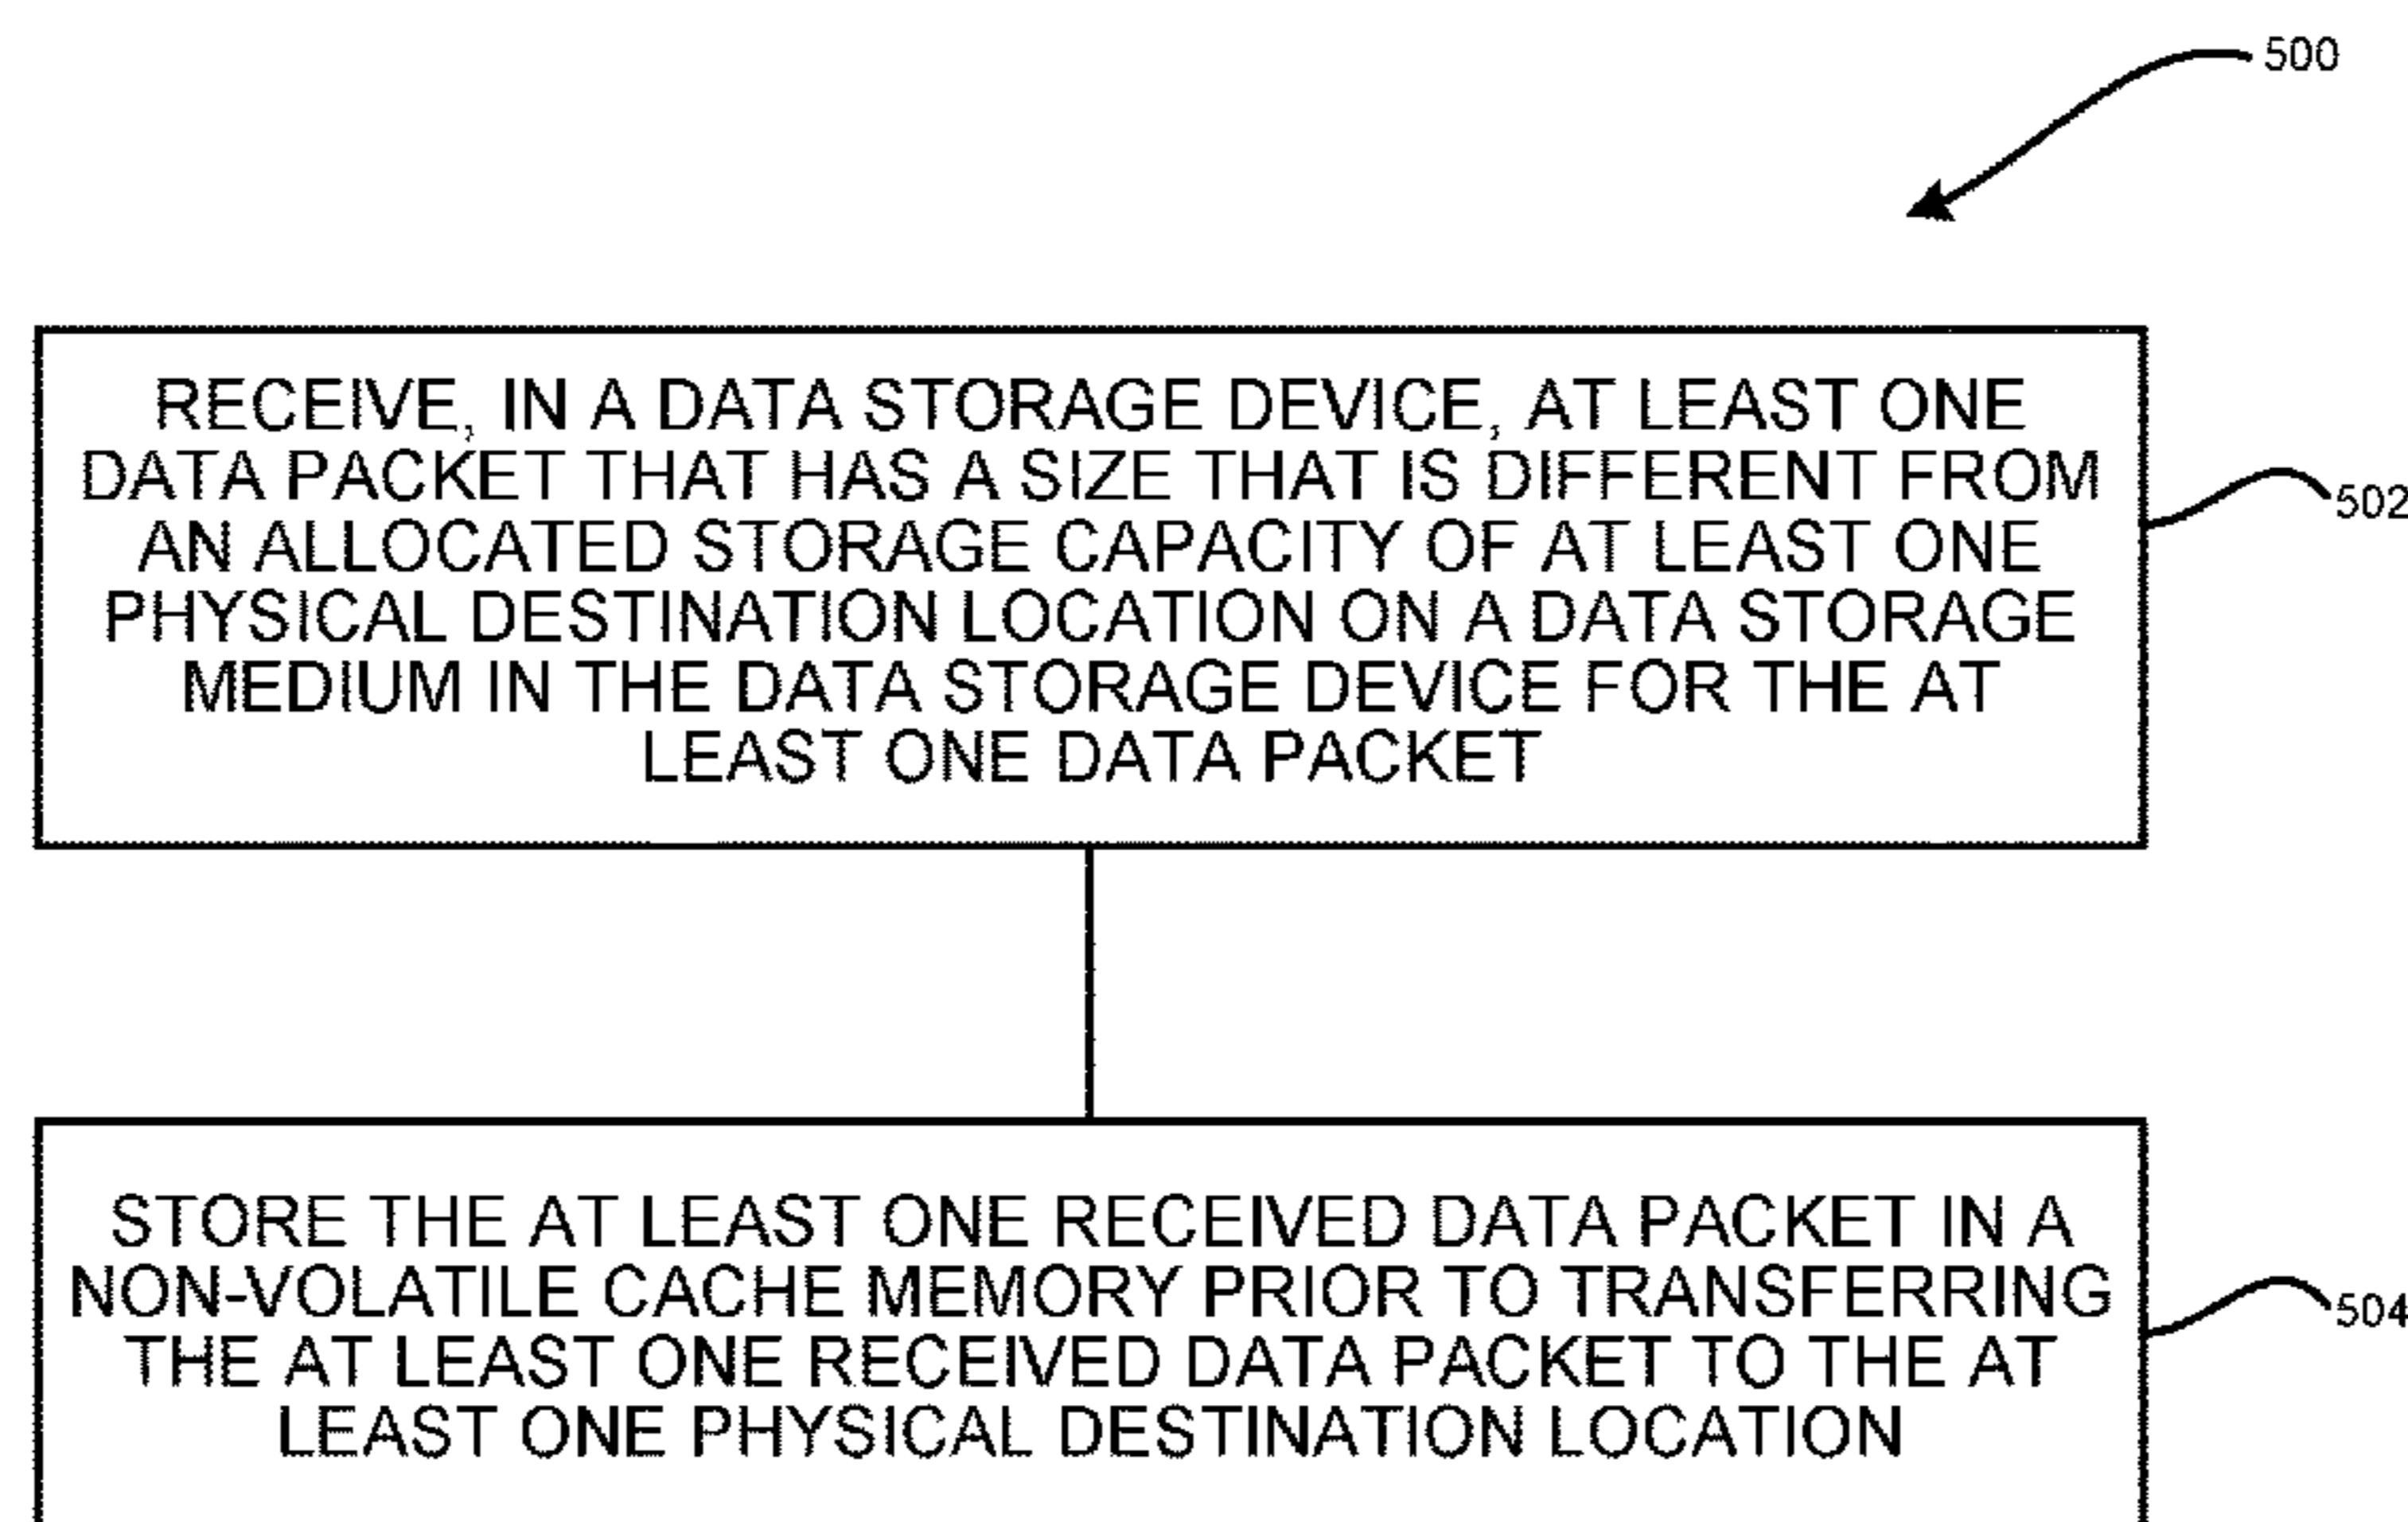 500
RECEIVE, IN A DATA STORAGE DEVICE, AT LEAST ONE
DATA PACKET THAT HAS A SIZE THAT IS DIFFERENT FROM
AN ALLOCATED STORAGE CAPACITY OF AT LEAST ONE
PHYSICAL DESTINATION LOCATION ON A DATA STORAGE
MEDIUM IN THE DATA STORAGE DEVICE FOR THE AT
LEAST ONE DATA PACKET
502
STORE THE AT LEAST ONE RECEIVED DATA PACKET IN A
NON-VOLATILE CACHE MEMORY PRIOR TO TRANSFERRING
THE AT LEAST ONE RECEIVED DATA PACKET TO THE AT
LEAST ONE PHYSICAL DESTINATION LOCATION
504